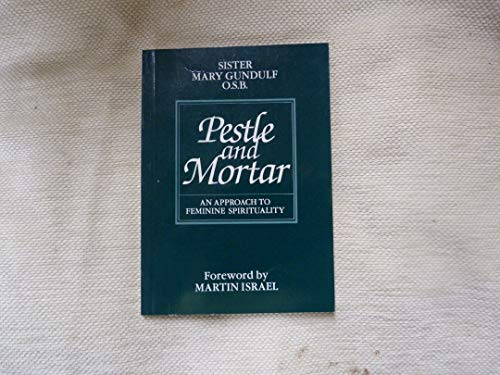 SISTER
MARY GUNDULF
O.S.B.
Pestle
and
Mortar
AN APPROACH TO
FEMININE SPIRITUALITY
Foreword by
MARTIN ISRAEL